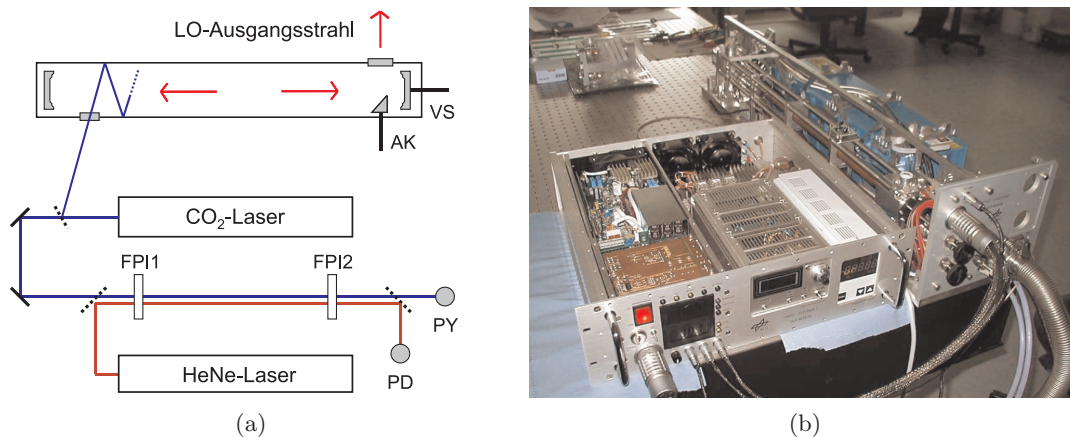 LO-Ausgangsstrahl
VS
AK
CO₂-Laser
FPI1
FPI2
PY
HeNe-Laser
PD
(a)
(b)